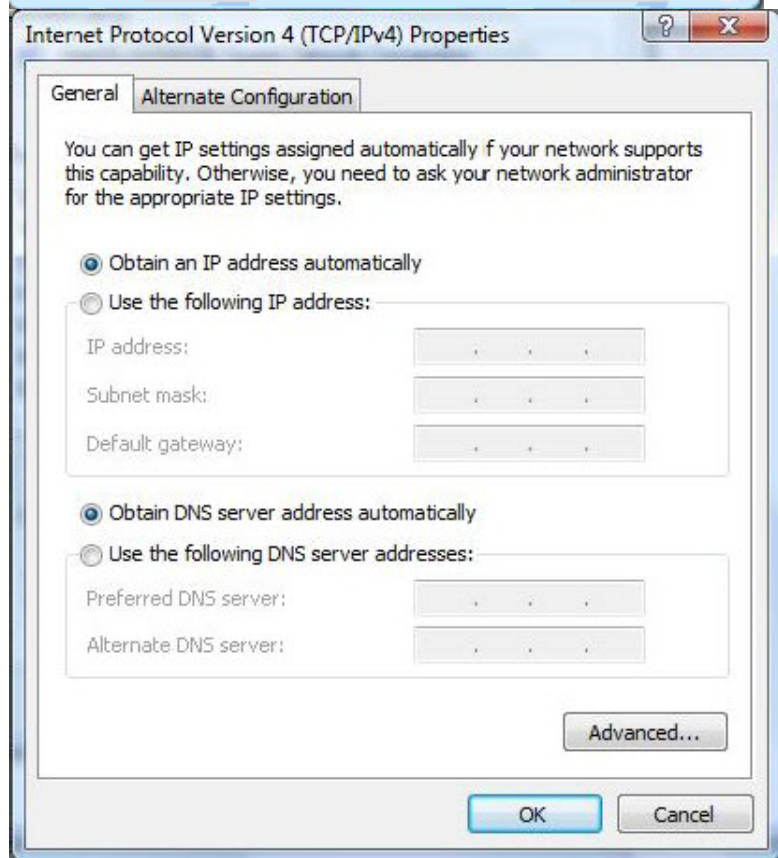 Internet Protocol Version 4 (TCP/IPv4) Properties
General
Alternate Configuration
You can get IP settings assigned automatically if your network supports
this capability. Otherwise, you need to ask your network administrator
for the appropriate IP settings.
Obtain an IP address automatically
Use the following IP address:
IP address:
Subnet mask:
Default gateway:
Obtain DNS server address automatically
Use the following DNS server addresses:
Preferred DNS server:
Alternate DNS server:
Advanced...
OK
Cancel